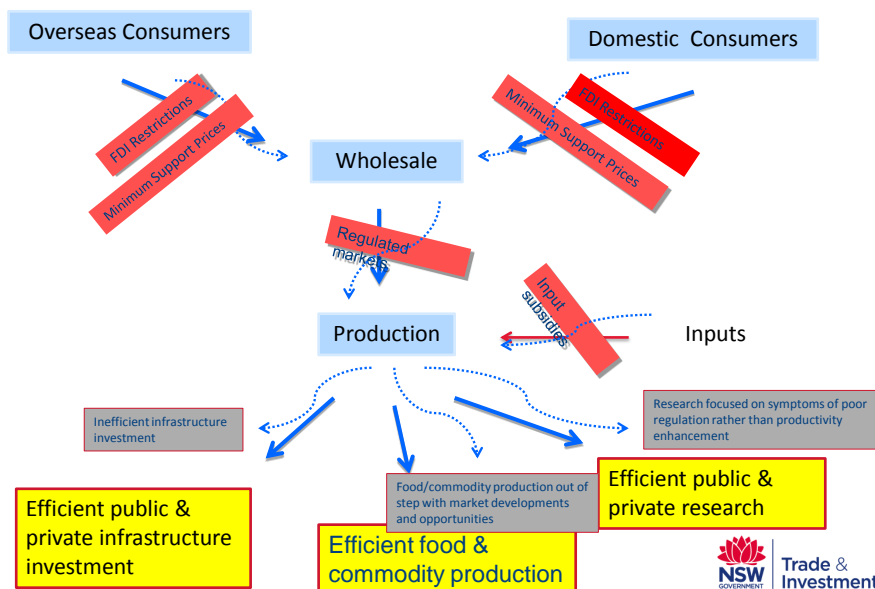 Overseas Consumers
Domestic Consumers
FDI Restrictions
Minimum Support Prices
FDI Restrictions
Minimum Support Prices
Wholesale
Regulated
markets
Input
subsidies
Production
Inputs
Inefficient infrastructure
investment
Research focused on symptoms of poor
regulation rather than productivity
enhancement
Food/commodity production out of
step with market developments
and opportunities
Efficient public &
private research
Efficient public &
private infrastructure
investment
Efficient food &
commodity production
NSW
GOVERNMENT
Trade &
Investment